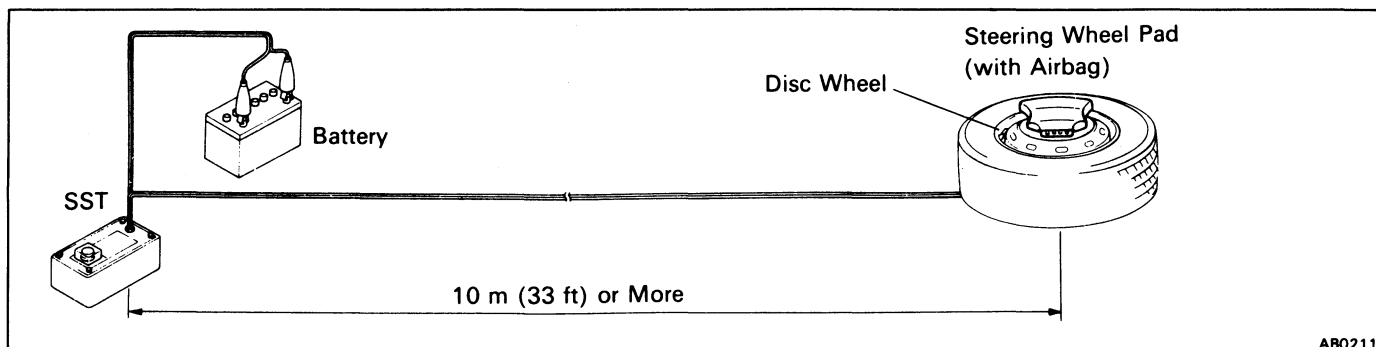 Steering Wheel Pad
(with Airbag)
Disc Wheel
Battery
SST
10 m (33 ft) or More
AB0211